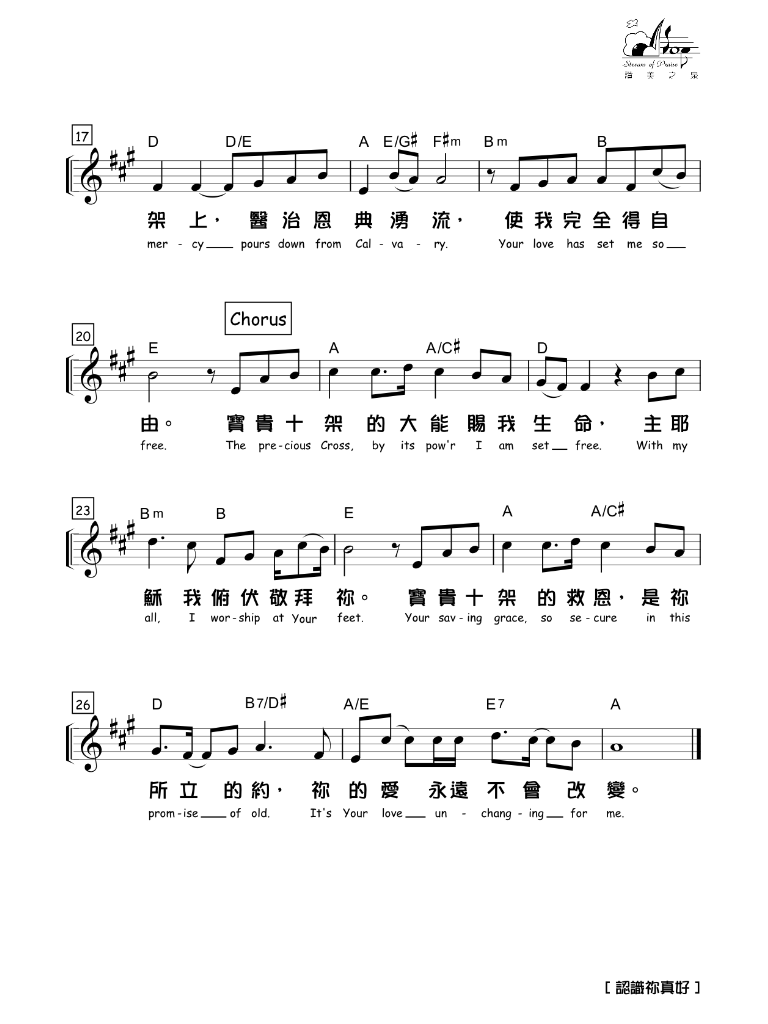 Stream of Praise
讚美之泉
17
D D/E A E/G# F#m Bm B
架上，醫治恩典湧流，使我完全得自
mer - cy pours down from Cal - va - ry. Your love has set me so
Chorus
20
E A A/C# D
由。寶貴十架的大能賜我生命，主耶
free. The pre - cious Cross, by its pow'r I am set free. With my
23
Bm B E A A/C#
穌我俯伏敬拜祢。寶貴十架的救恩，是祢
all, I wor - ship at Your feet. Your sav - ing grace, so se - cure in this
26
D B7/D# A/E E7 A
所立的約，祢的愛永遠不會改變。
prom - ise of old. It's Your love un - chang - ing for me.
[ 認識祢真好 ]